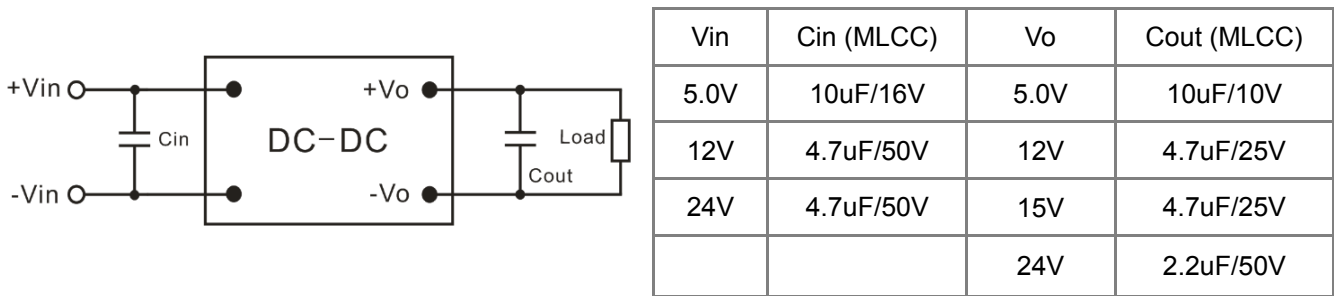 +Vin
Cin
-Vin
DC-DC
+Vo
-Vo
Cout
Load
Vin Cin (MLCC) Vo Cout (MLCC)
5.0V 10uF/16V 5.0V 10uF/10V
12V 4.7uF/50V 12V 4.7uF/25V
24V 4.7uF/50V 15V 4.7uF/25V
24V 2.2uF/50V